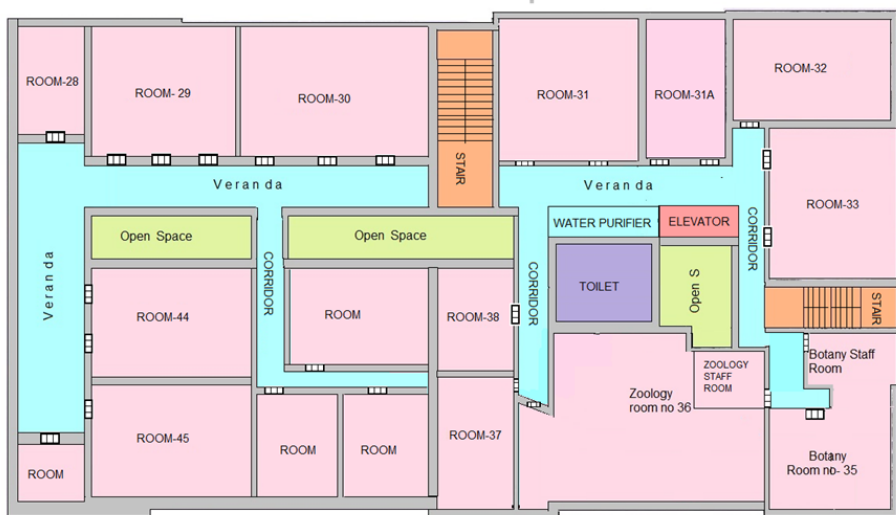 ROOM-28
ROOM- 29
ROOM-30
ROOM-31
ROOM-31A
ROOM-32
STAIR
Veranda
Veranda
ROOM-33
WATER PURIFIER
ELEVATOR
CORRIDOR
Open Space
Open Space
Veranda
CORRIDOR
CORRIDOR
TOILET
Open S
ROOM-44
ROOM
ROOM-38
STAIR
Botany Staff
Room
ZOOLOGY
STAFF
ROOM
Zoology
room no 36
ROOM-45
ROOM
ROOM
ROOM-37
Botany
Room no- 35
ROOM